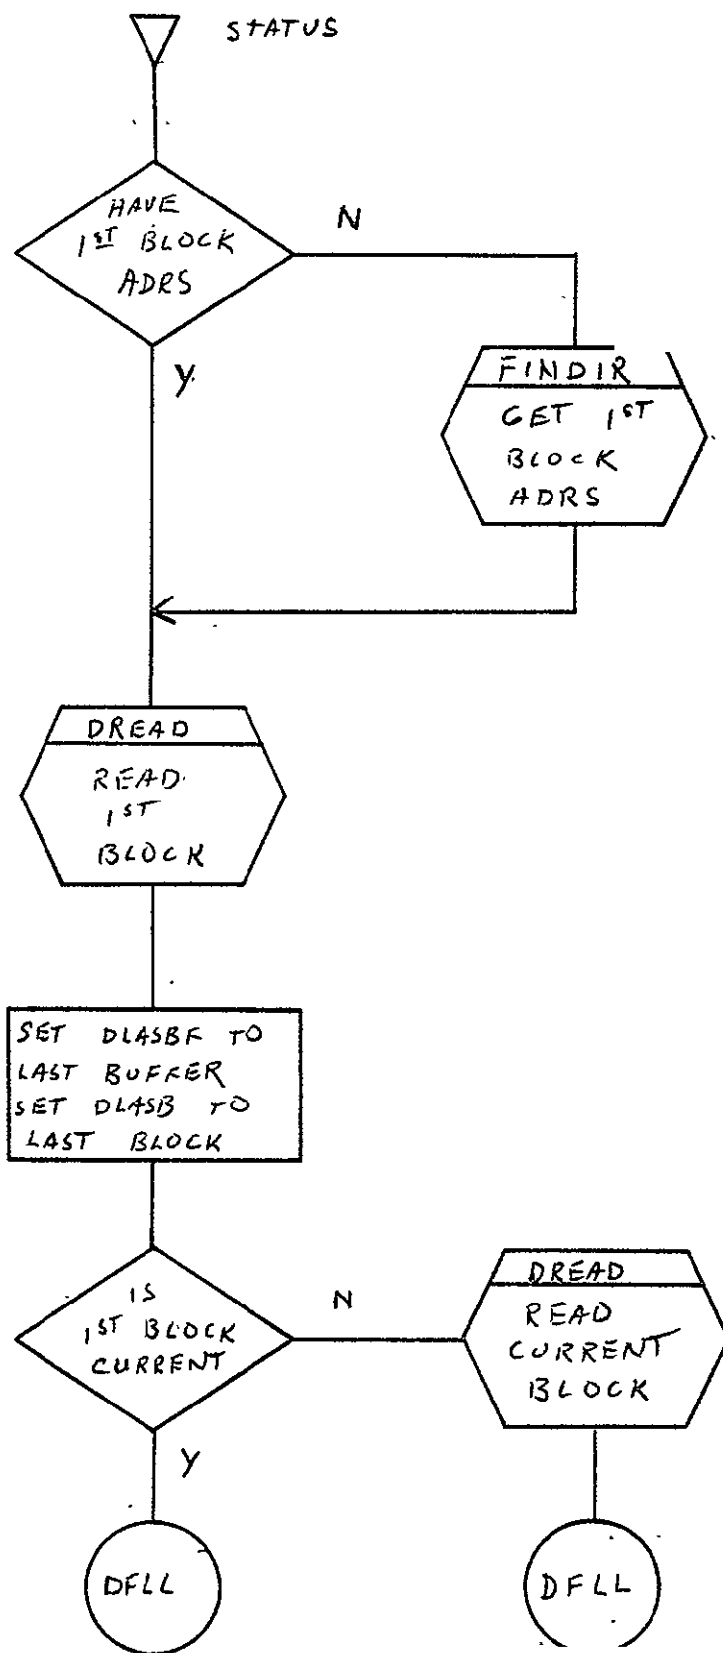 STATUS
HAVE
1ST BLOCK
ADRS
N
Y
FINDIR
GET 1ST
BLOCK
ADRS
DREAD
READ
1ST
BLOCK
SET DLASBF TO
LAST BUFFER
SET DLASB TO
LAST BLOCK
IS
1ST BLOCK
CURRENT
N
Y
DREAD
READ
CURRENT
BLOCK
DFLL
DFLL